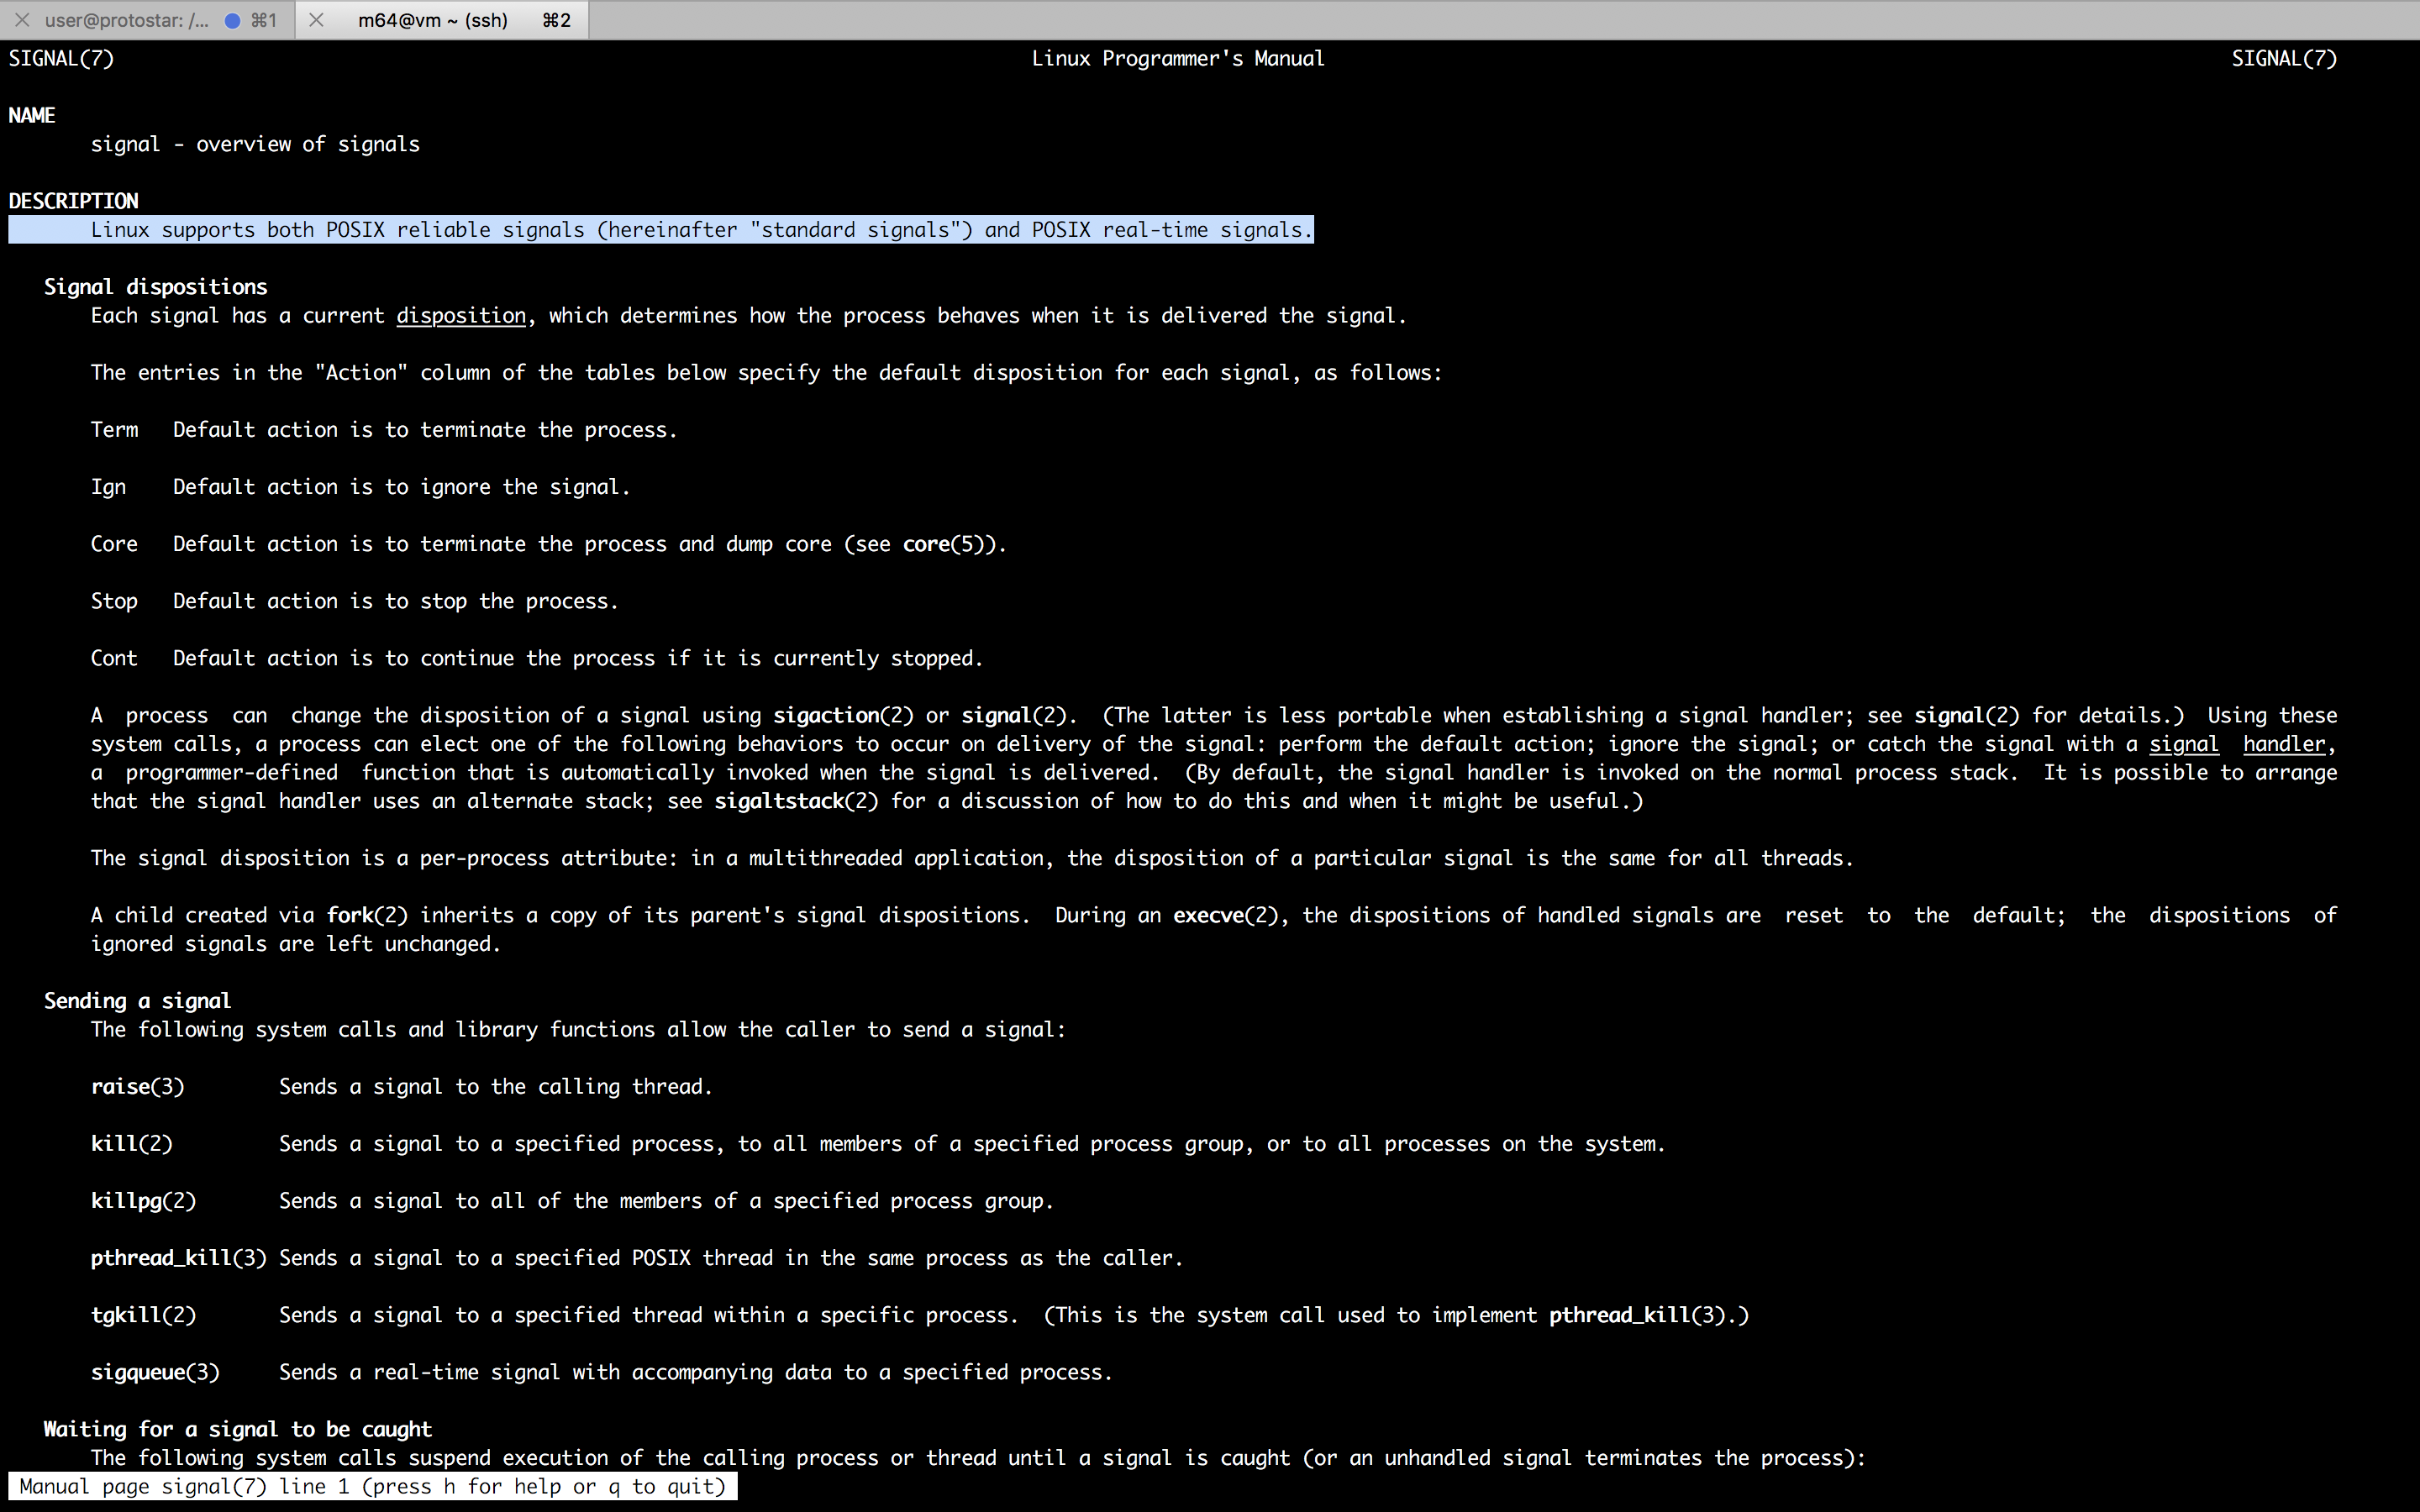 user@protostar: /... ⌘1 m64@vm ~ (ssh) ⌘2
SIGNAL(7) Linux Programmer's Manual SIGNAL(7)
NAME
signal - overview of signals
DESCRIPTION
Linux supports both POSIX reliable signals (hereinafter "standard signals") and POSIX real-time signals.
Signal dispositions
Each signal has a current disposition, which determines how the process behaves when it is delivered the signal.
The entries in the "Action" column of the tables below specify the default disposition for each signal, as follows:
Term Default action is to terminate the process.
Ign Default action is to ignore the signal.
Core Default action is to terminate the process and dump core (see core(5)).
Stop Default action is to stop the process.
Cont Default action is to continue the process if it is currently stopped.
A process can change the disposition of a signal using sigaction(2) or signal(2). (The latter is less portable when establishing a signal handler; see signal(2) for details.) Using these
system calls, a process can elect one of the following behaviors to occur on delivery of the signal: perform the default action; ignore the signal; or catch the signal with a signal handler,
a programmer-defined function that is automatically invoked when the signal is delivered. (By default, the signal handler is invoked on the normal process stack. It is possible to arrange
that the signal handler uses an alternate stack; see sigaltstack(2) for a discussion of how to do this and when it might be useful.)
The signal disposition is a per-process attribute: in a multithreaded application, the disposition of a particular signal is the same for all threads.
A child created via fork(2) inherits a copy of its parent's signal dispositions. During an execve(2), the dispositions of handled signals are reset to the default; the dispositions of
ignored signals are left unchanged.
Sending a signal
The following system calls and library functions allow the caller to send a signal:
raise(3) Sends a signal to the calling thread.
kill(2) Sends a signal to a specified process, to all members of a specified process group, or to all processes on the system.
killpg(2) Sends a signal to all of the members of a specified process group.
pthread_kill(3) Sends a signal to a specified POSIX thread in the same process as the caller.
tgkill(2) Sends a signal to a specified thread within a specific process. (This is the system call used to implement pthread_kill(3).)
sigqueue(3) Sends a real-time signal with accompanying data to a specified process.
Waiting for a signal to be caught
The following system calls suspend execution of the calling process or thread until a signal is caught (or an unhandled signal terminates the process):
Manual page signal(7) line 1 (press h for help or q to quit)